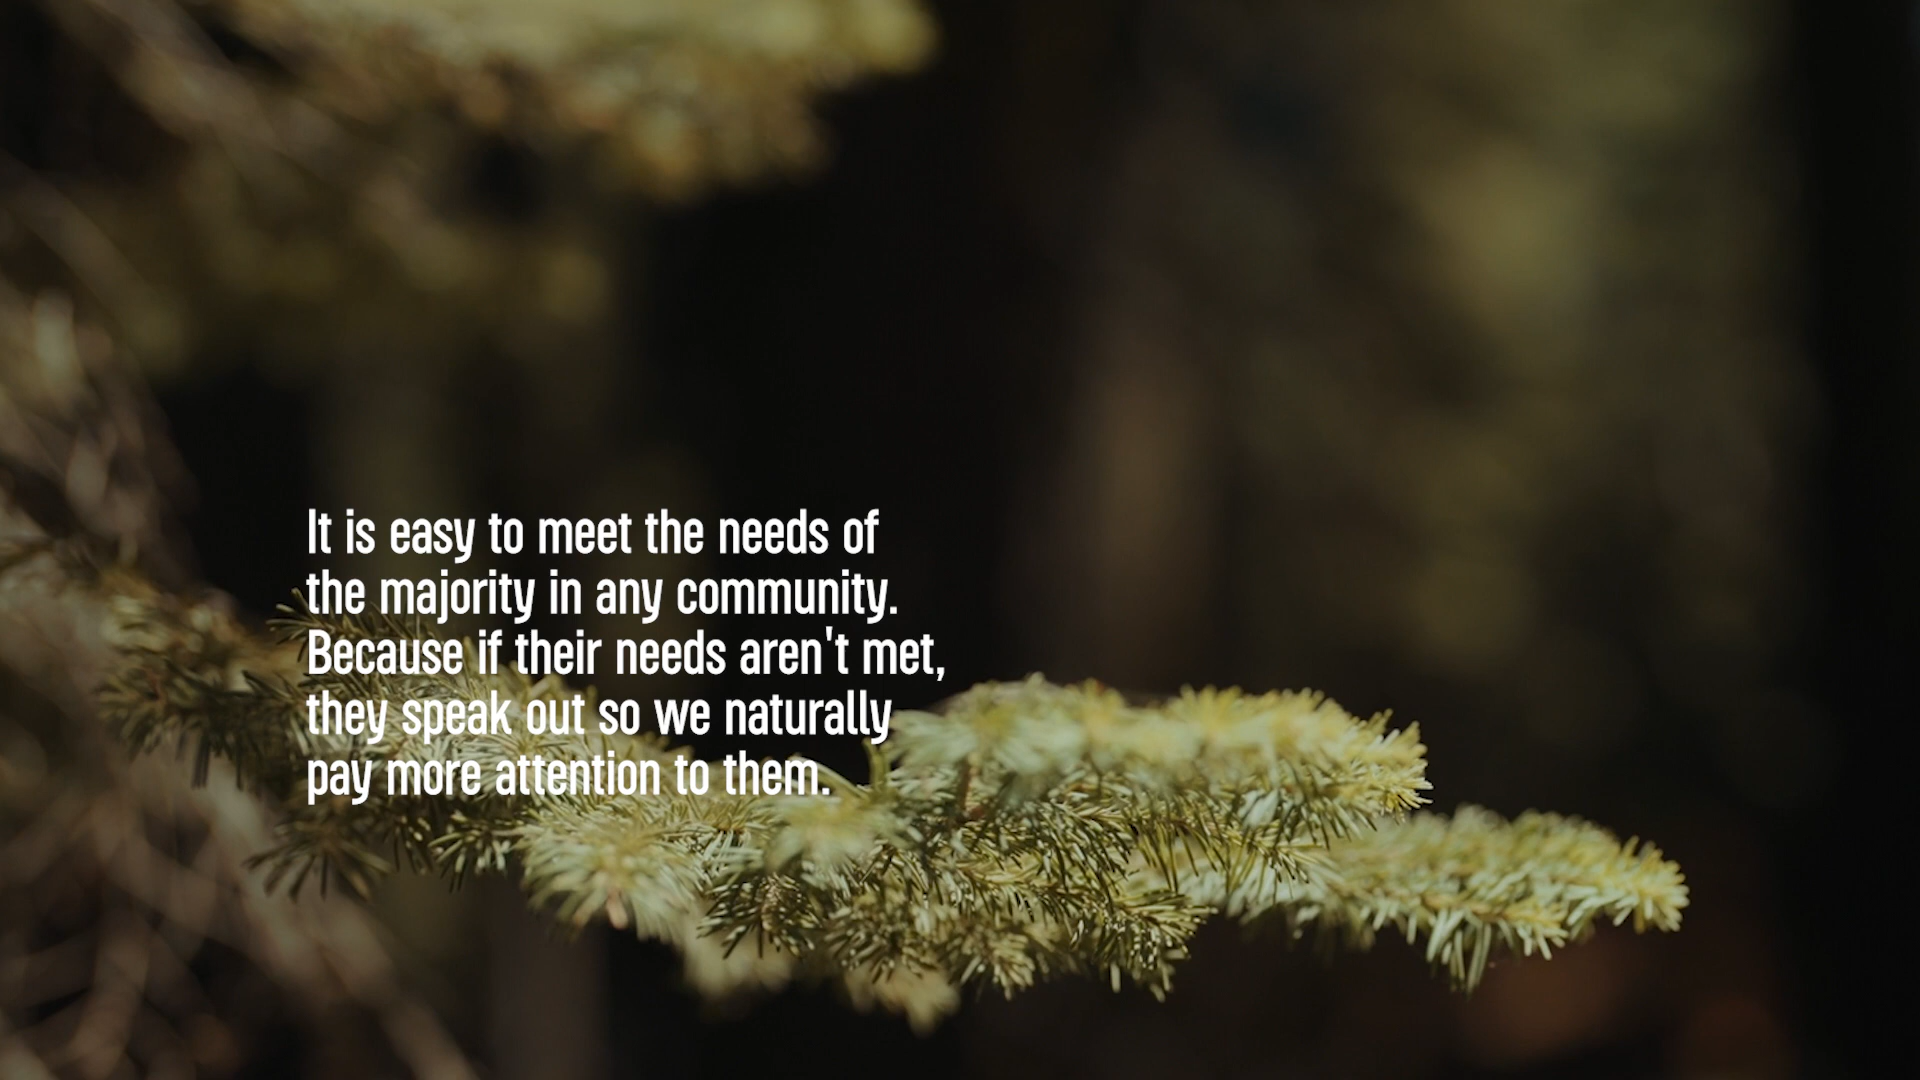 It is easy to meet the needs of
the majority in any community.
Because if their needs aren't met,
they speak out so we naturally
pay more attention to them.